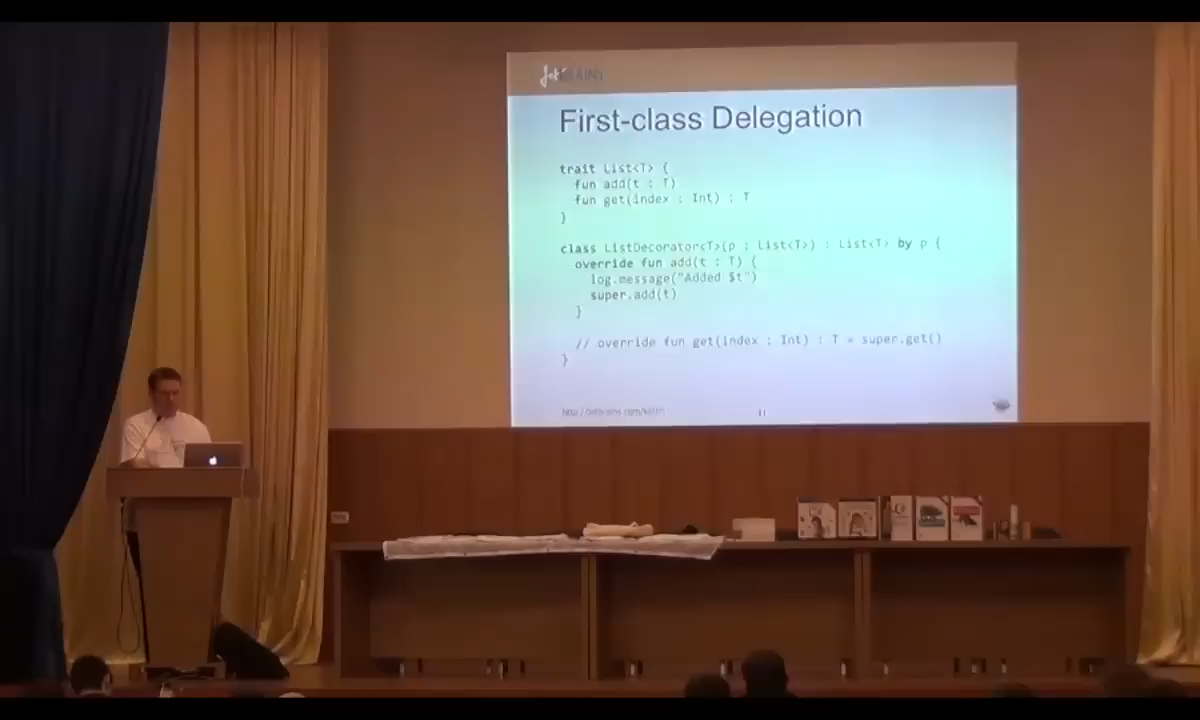 JetBRAINS
First-class Delegation
trait List<T> {
fun add(t : T)
fun get(index : Int) : T
}
class ListDecorator<T>(p : List<T>) : List<T> by p {
override fun add(t : T) {
log.message("Added $t")
super.add(t)
}
// override fun get(index : Int) : T = super.get()
}